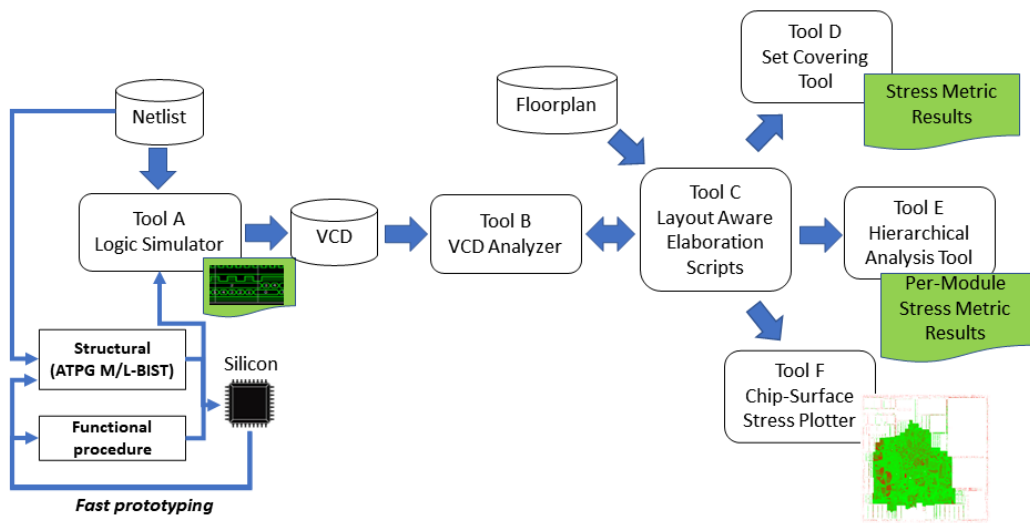 Netlist
Tool A
Logic Simulator
VCD
Tool B
VCD Analyzer
Floorplan
Tool C
Layout Aware
Elaboration
Scripts
Tool D
Set Covering
Tool
Stress Metric
Results
Tool E
Hierarchical
Analysis Tool
Per-Module
Stress Metric
Results
Tool F
Chip-Surface
Stress Plotter
Structural
(ATPG M/L-BIST)
Silicon
Functional
procedure
Fast prototyping